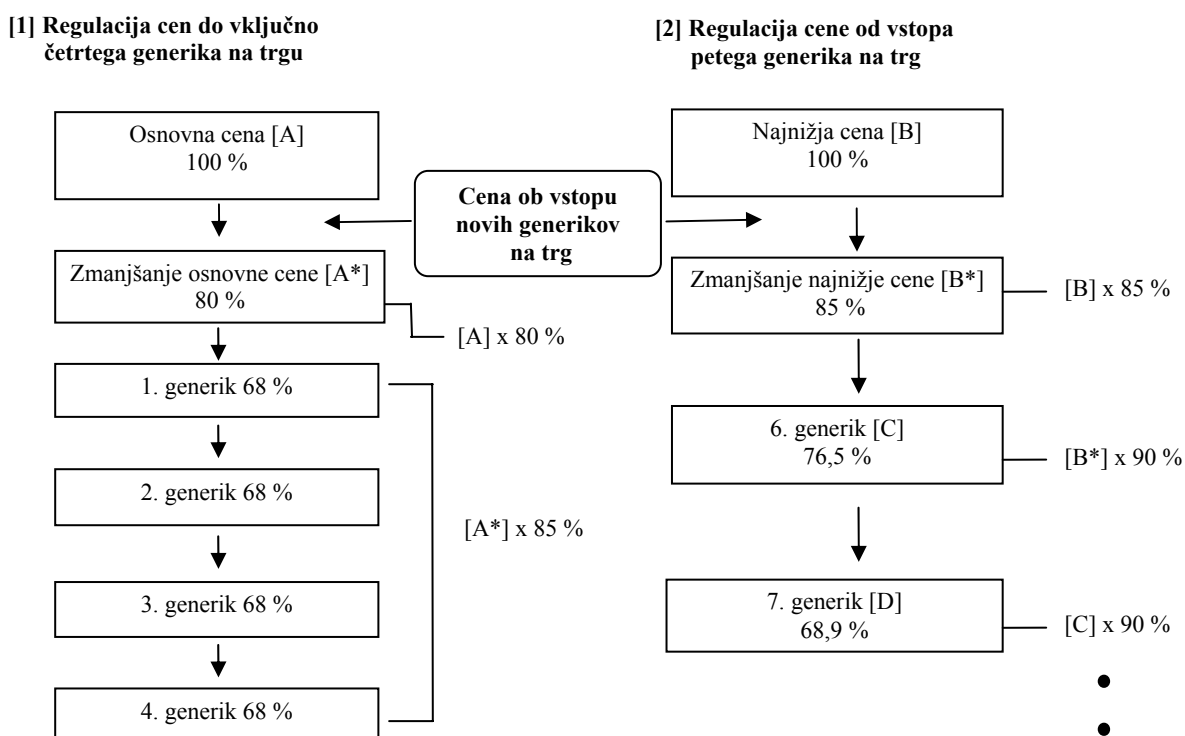 [1] Regulacija cen do vključno
četrtega generika na trgu
Osnovna cena [A]
100 %
Zmanjšanje osnovne cene [A*]
80 %
[A] x 80 %
1. generik 68 %
2. generik 68 %
3. generik 68 %
4. generik 68 %
[A*] x 85 %
Cena ob vstopu
novih generikov
na trg
[2] Regulacija cene od vstopa
petega generika na trg
Najnižja cena [B]
100 %
Zmanjšanje najnižje cene [B*]
85 %
[B] x 85 %
6. generik [C]
76,5 %
[B*] x 90 %
7. generik [D]
68,9 %
[C] x 90 %